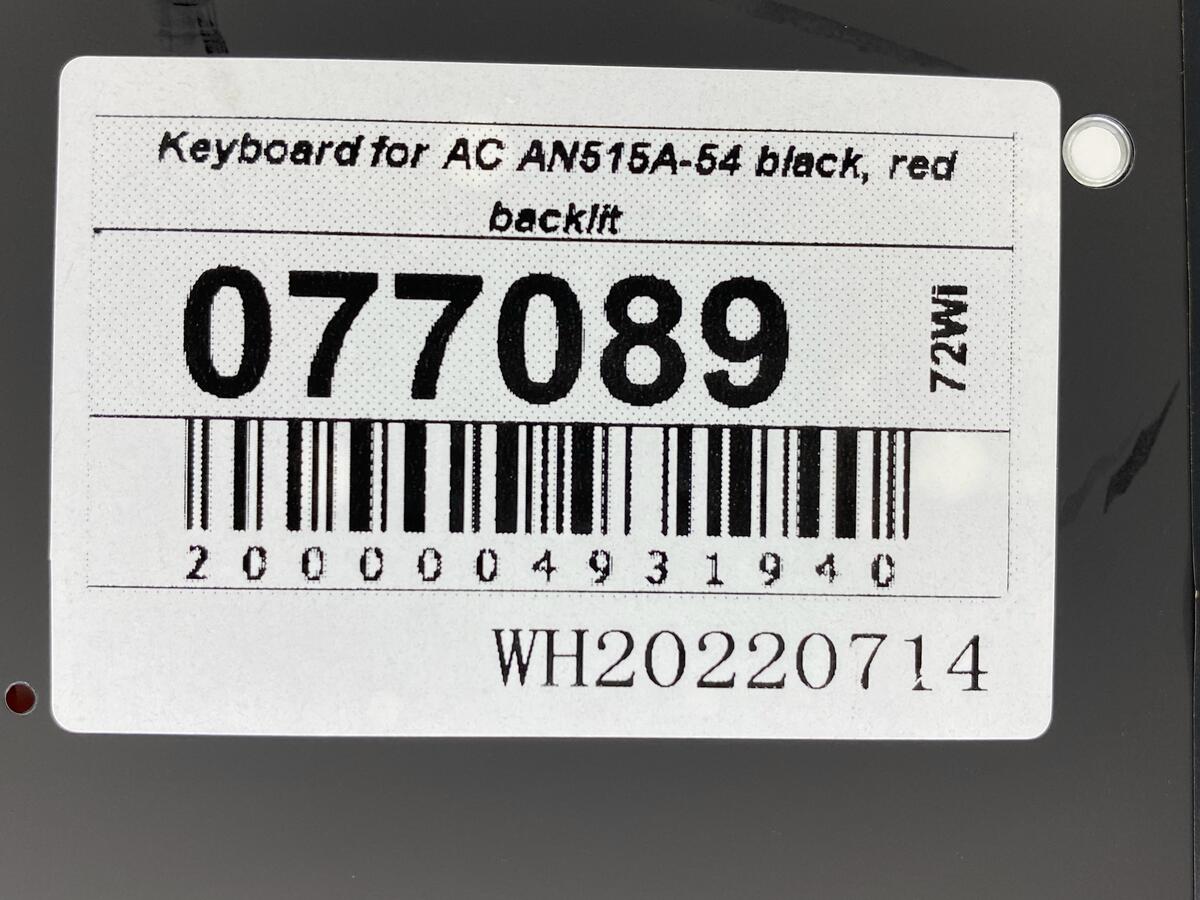 Keyboard for AC AN515A-54 black, red
backlit
077089
72Wi
2000004931940
WH20220714